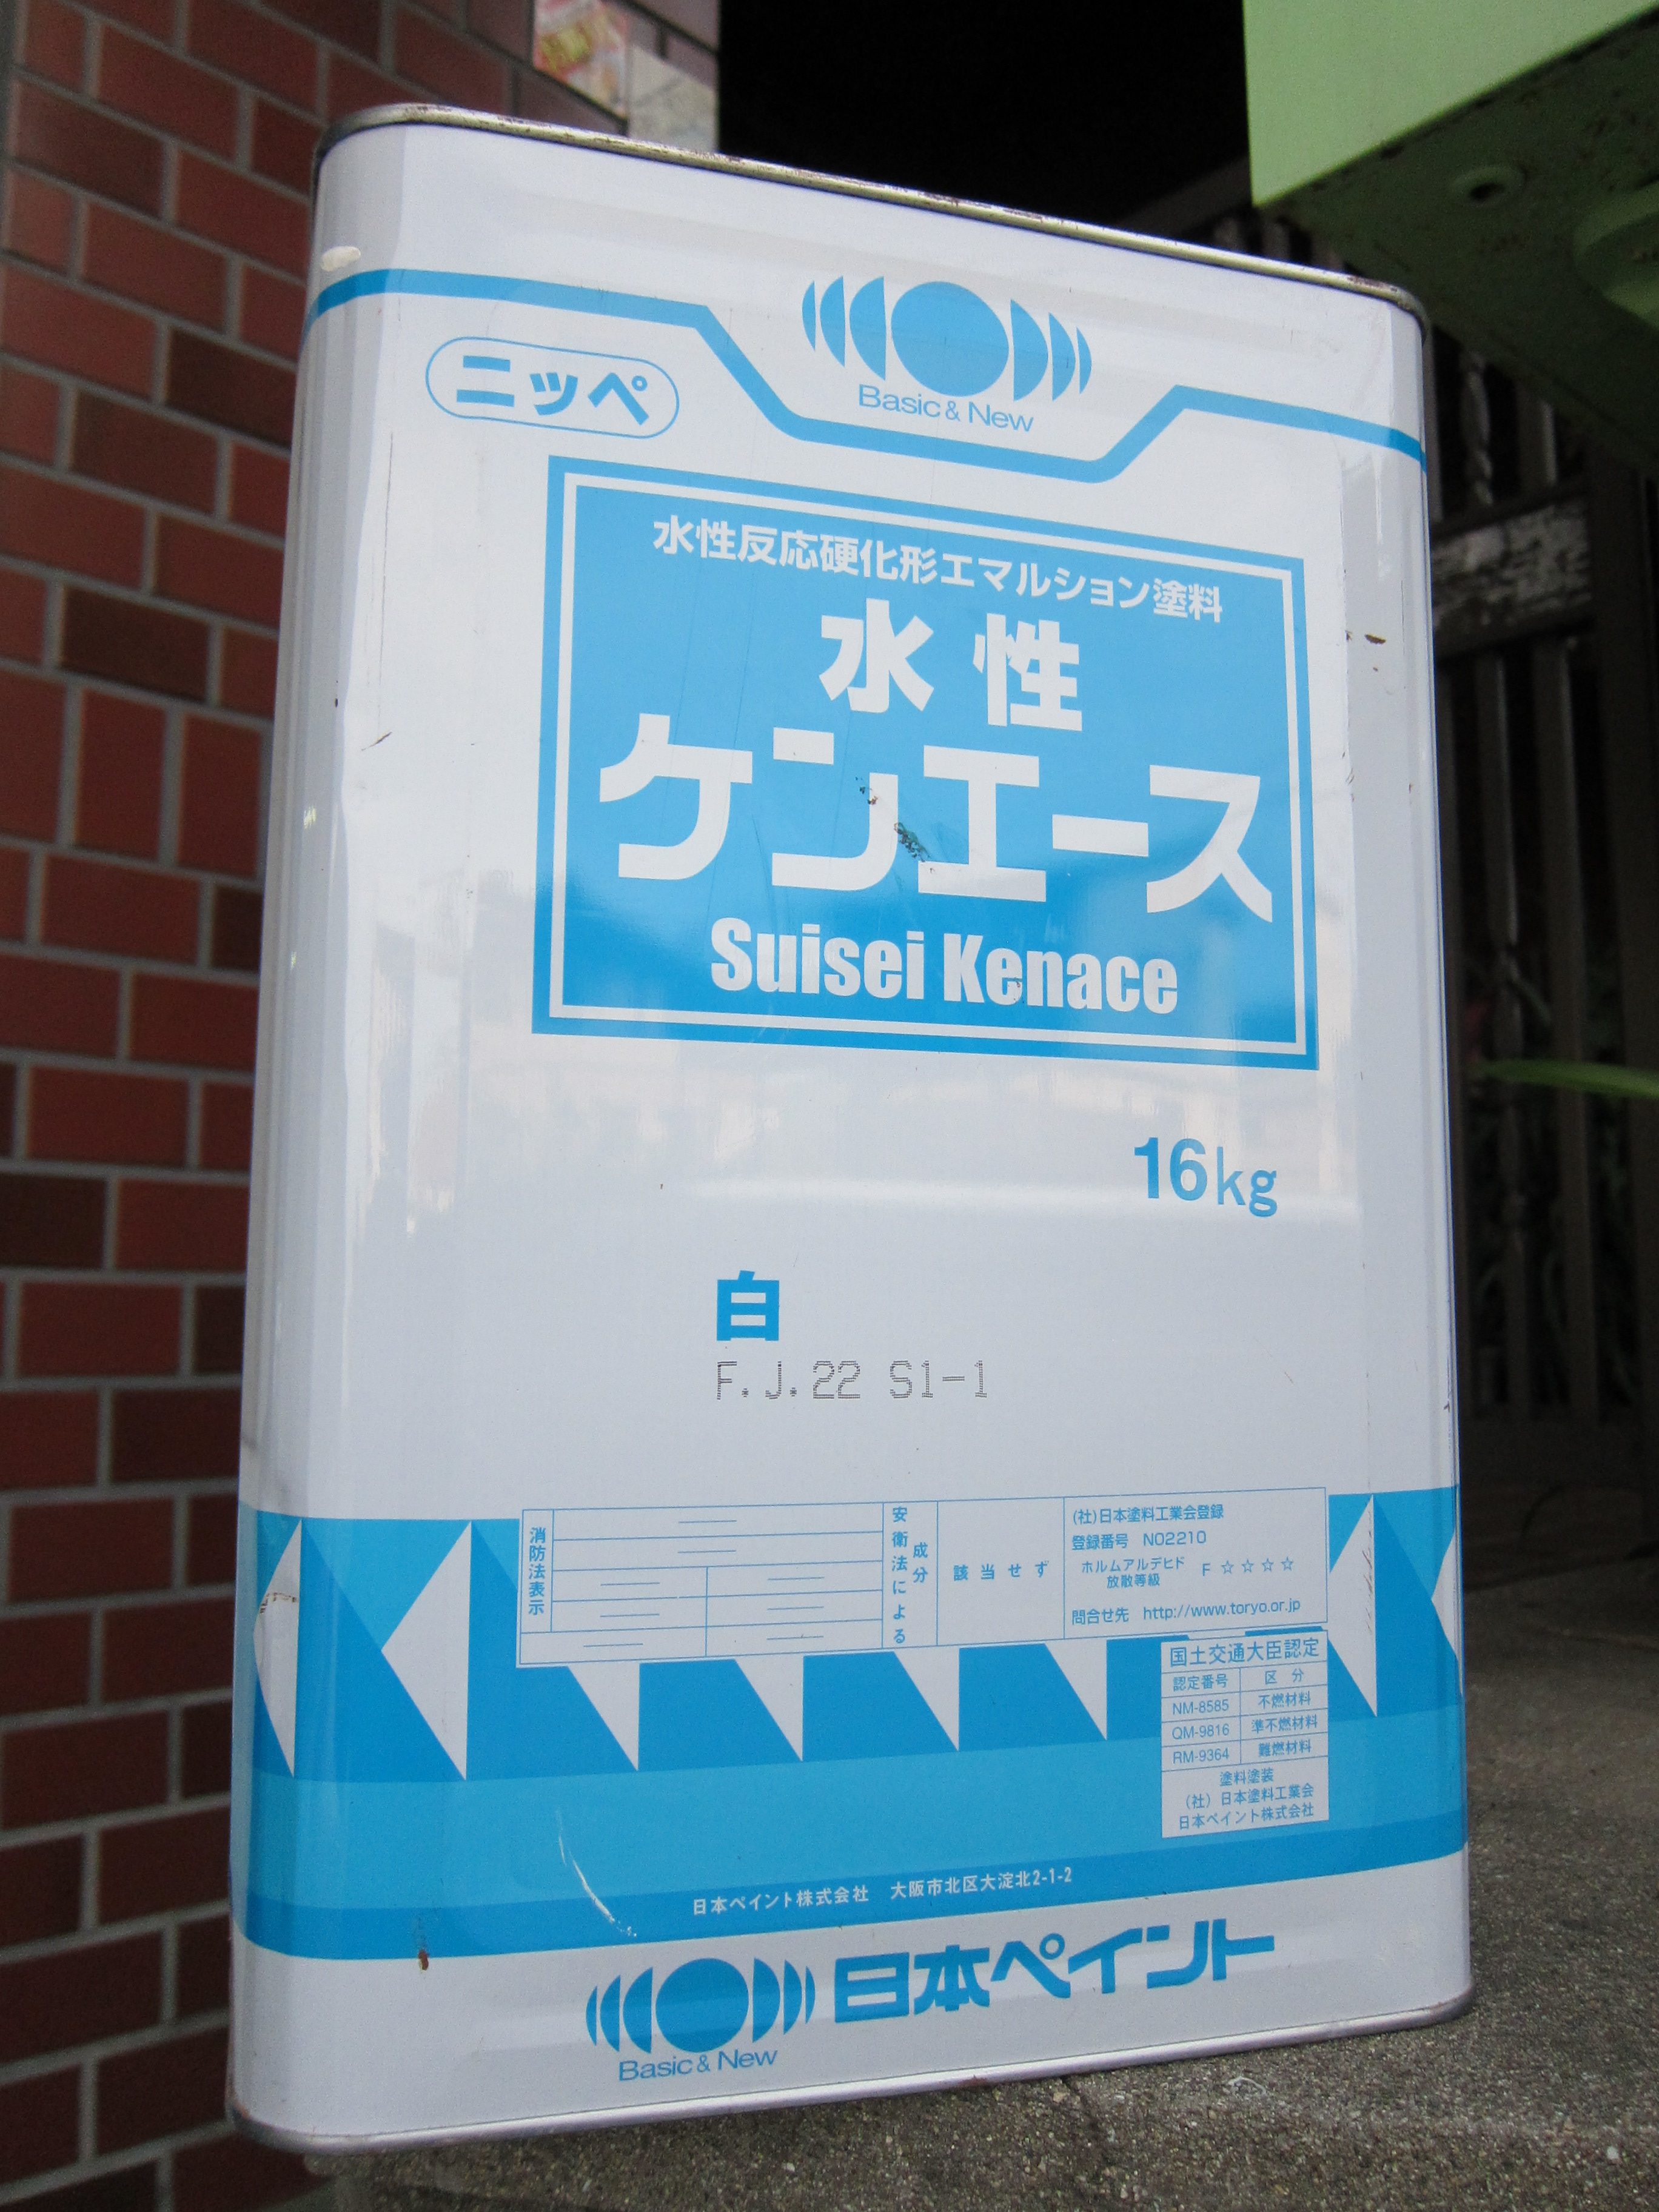 Basic & New
ニッペ
水性反応硬化形エマルション塗料
水性
ケンエース
Suisei Kenace
16kg
白
F.J.22 S1-1
消防法表示
安衛法による
成分
該当せず
(社)日本塗料工業会登録
登録番号 N02210
ホルムアルデヒド
放散等級
F ☆☆☆☆
問合せ先 http://www.toryo.or.jp
国土交通大臣認定
認定番号 区分
NM-8585 不燃材料
QM-9816 準不燃材料
RM-9364 難燃材料
塗料塗装
(社)日本塗料工業会
日本ペイント株式会社
日本ペイント株式会社 大阪市北区大淀北2-1-2
日本ペイント
Basic & New